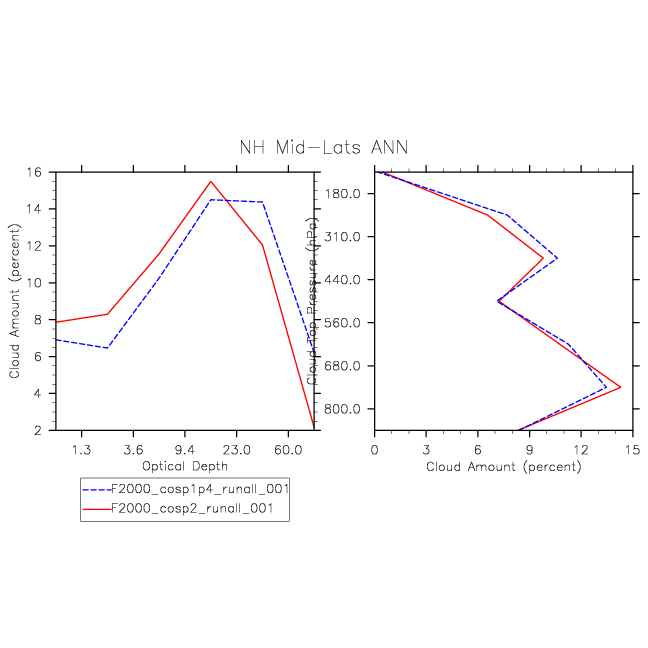 NH Mid-Lats ANN
Cloud Amount (percent)
16
14
12
10
8
6
4
2
1.3 3.6 9.4 23.0 60.0
Optical Depth
Cloud Top Pressure (hPa)
180.0
310.0
440.0
560.0
680.0
800.0
0 3 6 9 12 15
Cloud Amount (percent)
F2000_cosp1p4_runall_001
F2000_cosp2_runall_001